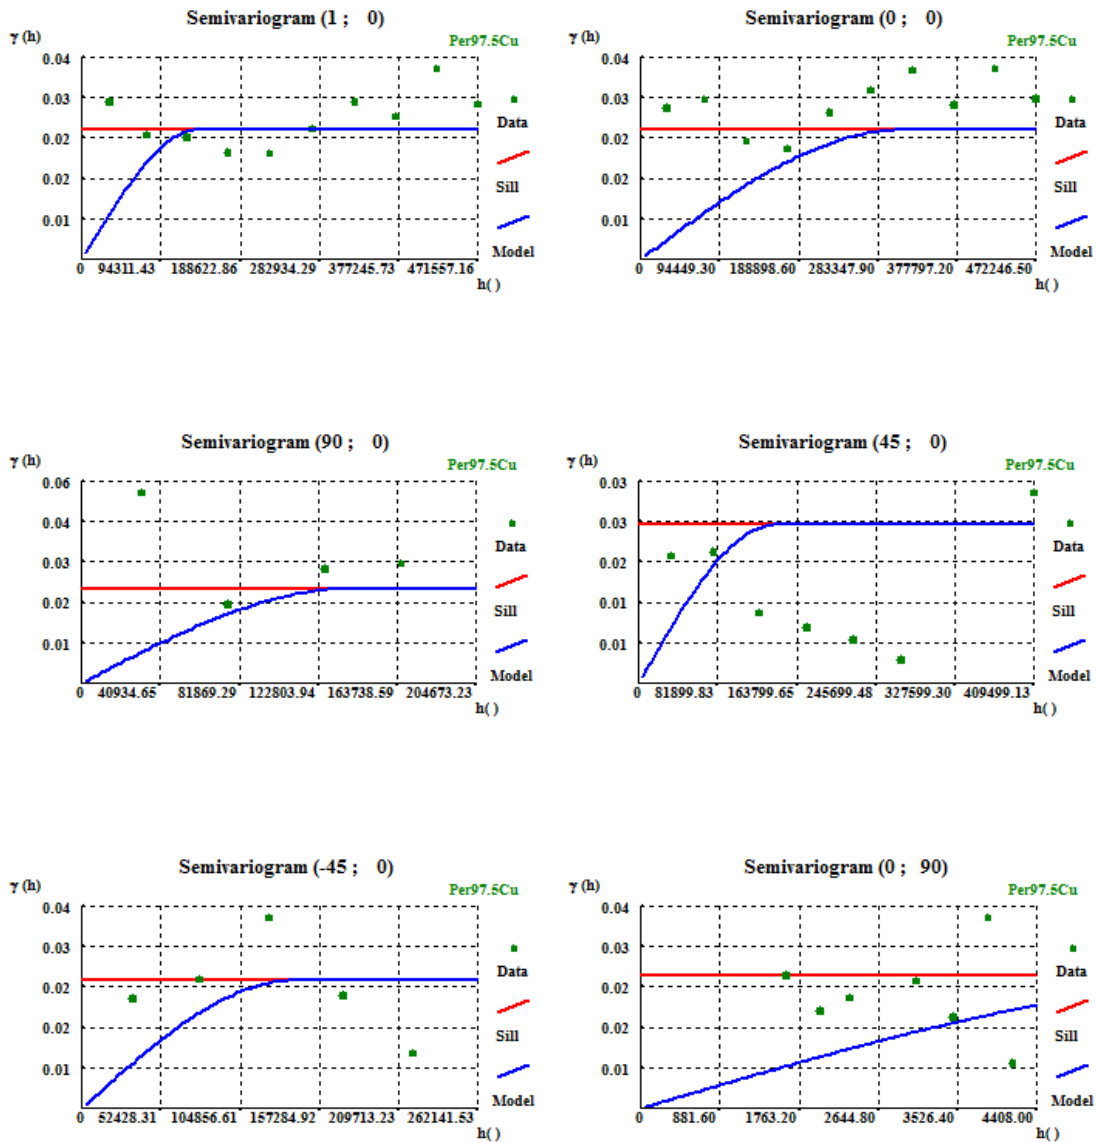 Semivariogram (1 ; 0)
γ (h)
Per97.5Cu
0.04
0.03
0.02
0.02
0.01
Data
Sill
Model
0 94311.43 188622.86 282934.29 377245.73 471557.16
h( )
Semivariogram (0 ; 0)
γ (h)
Per97.5Cu
0.04
0.03
0.02
0.02
0.01
Data
Sill
Model
0 94449.30 188898.60 283347.90 377797.20 472246.50
h( )
Semivariogram (90 ; 0)
γ (h)
Per97.5Cu
0.06
0.04
0.03
0.02
0.01
Data
Sill
Model
0 40934.65 81869.29 122803.94 163738.59 204673.23
h( )
Semivariogram (45 ; 0)
γ (h)
Per97.5Cu
0.03
0.03
0.02
0.01
0.01
Data
Sill
Model
0 81899.83 163799.65 245699.48 327599.30 409499.13
h( )
Semivariogram (-45 ; 0)
γ (h)
Per97.5Cu
0.04
0.03
0.02
0.02
0.01
Data
Sill
Model
0 52428.31 104856.61 157284.92 209713.23 262141.53
h( )
Semivariogram (0 ; 90)
γ (h)
Per97.5Cu
0.04
0.03
0.02
0.02
0.01
Data
Sill
Model
0 881.60 1763.20 2644.80 3526.40 4408.00
h( )